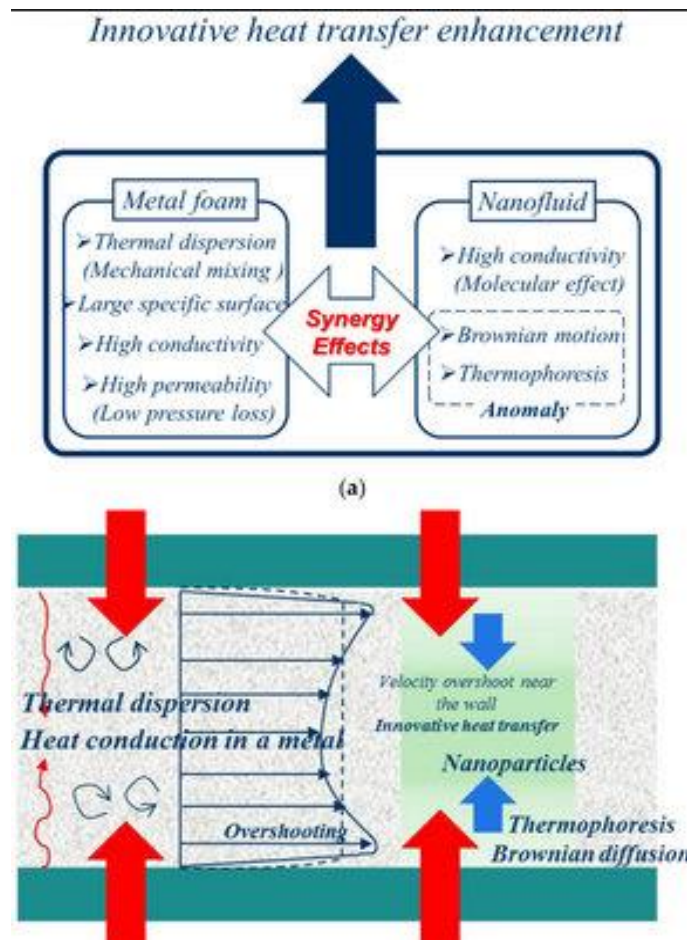 Innovative heat transfer enhancement
Metal foam
➢Thermal dispersion
(Mechanical mixing )
➢Large specific surface
➢High conductivity
➢High permeability
(Low pressure loss)
Synergy
Effects
Nanofluid
➢High conductivity
(Molecular effect)
➢Brownian motion
➢Thermophoresis
Anomaly
(a)
Thermal dispersion
Heat conduction in a metal
Overshooting
Velocity overshoot near
the wall
Innovative heat transfer
Nanoparticles
Thermophoresis
Brownian diffusion